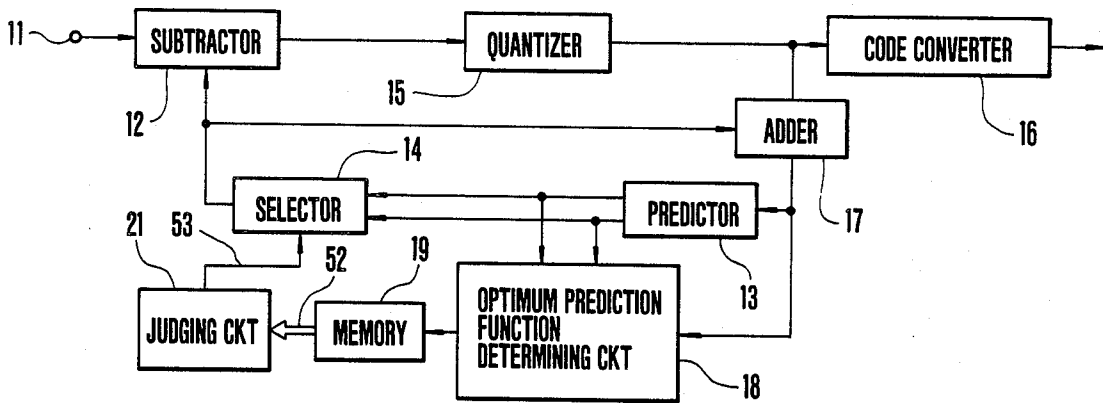 11
SUBTRACTOR
QUANTIZER
CODE CONVERTER
12
15
16
ADDER
14
17
SELECTOR
PREDICTOR
21
53
52
19
13
JUDGING CKT
MEMORY
OPTIMUM PREDICTION
FUNCTION
DETERMINING CKT
18